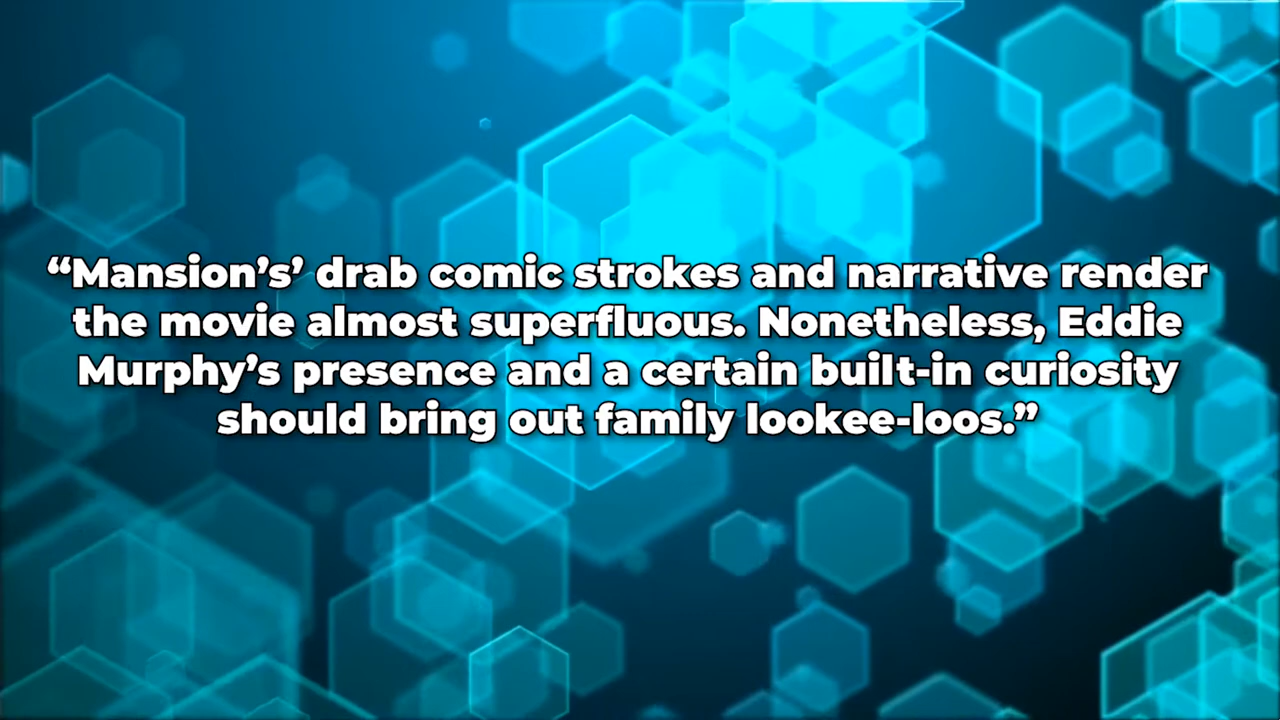 “Mansion’s’ drab comic strokes and narrative render
the movie almost superfluous. Nonetheless, Eddie
Murphy’s presence and a certain built-in curiosity
should bring out family lookee-loos.”